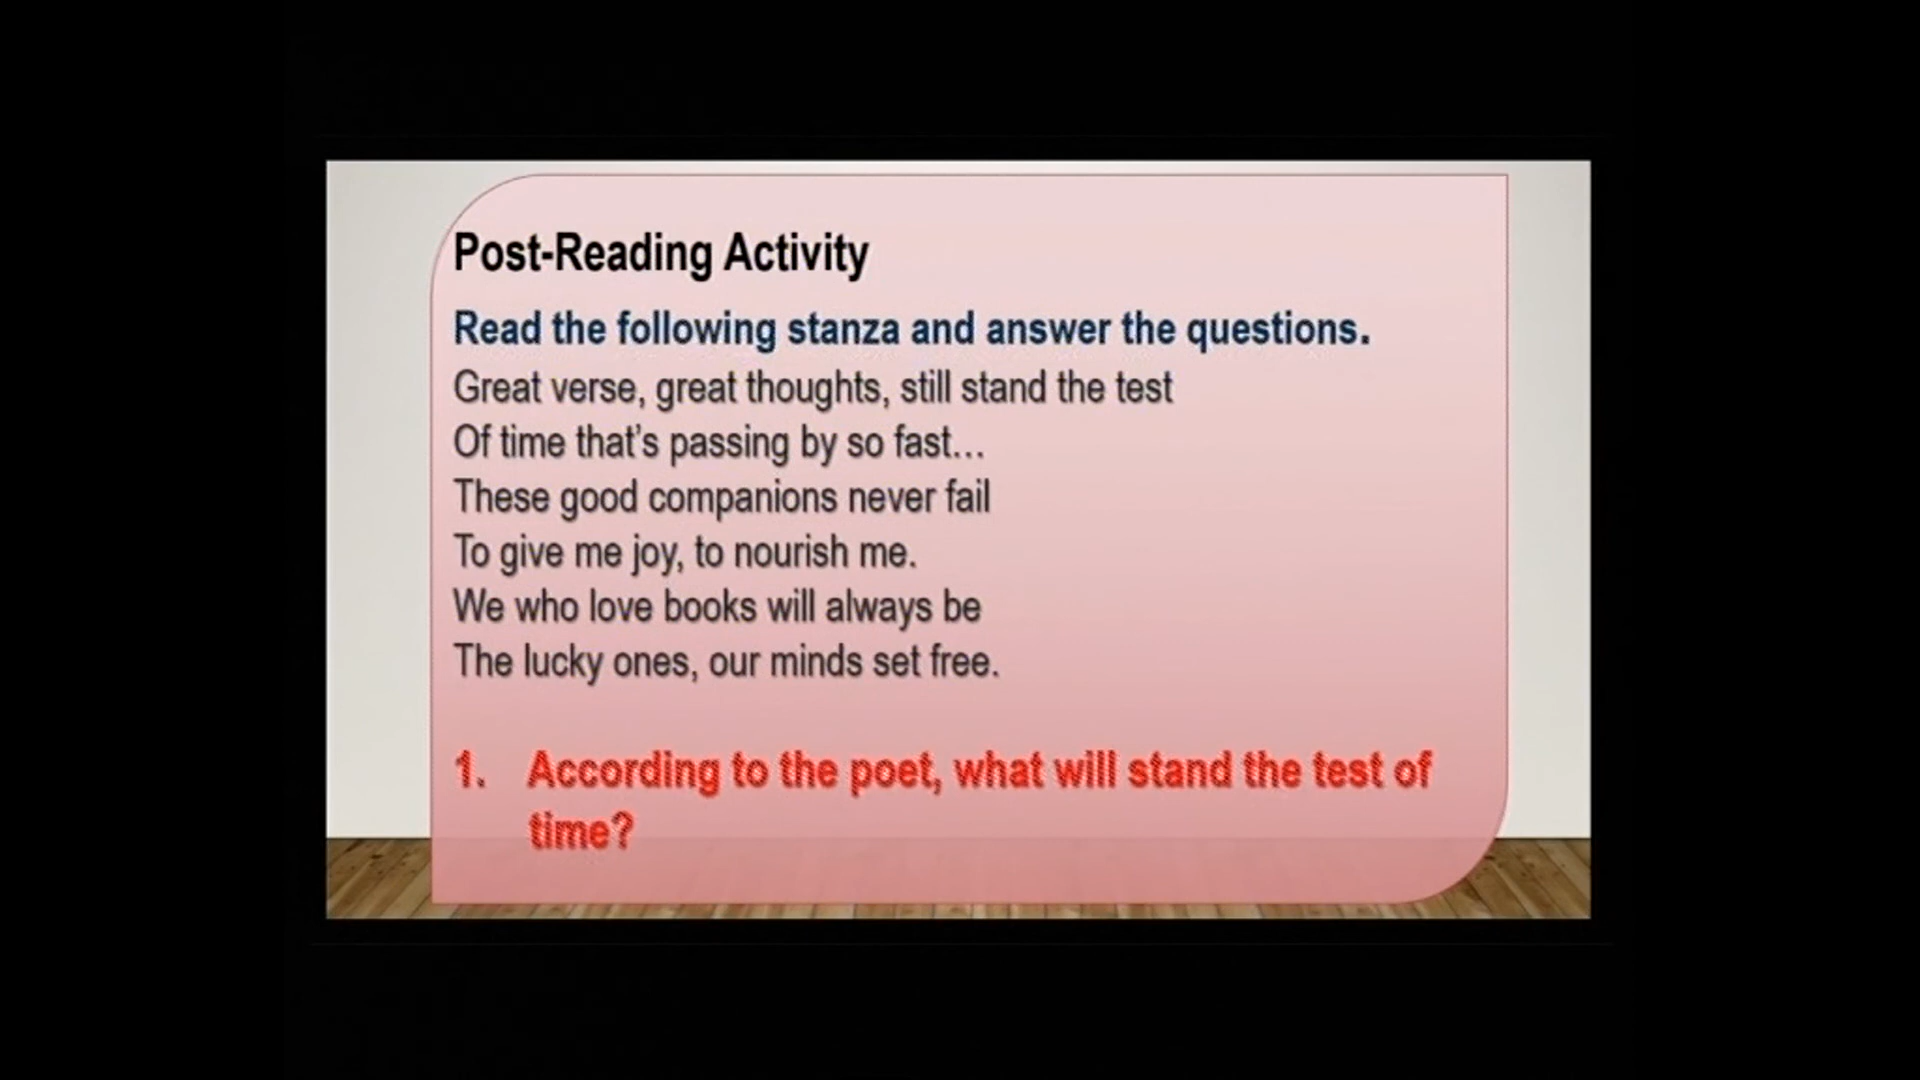 Post-Reading Activity
Read the following stanza and answer the questions.
Great verse, great thoughts, still stand the test
Of time that’s passing by so fast…
These good companions never fail
To give me joy, to nourish me.
We who love books will always be
The lucky ones, our minds set free.
1. According to the poet, what will stand the test of
time?